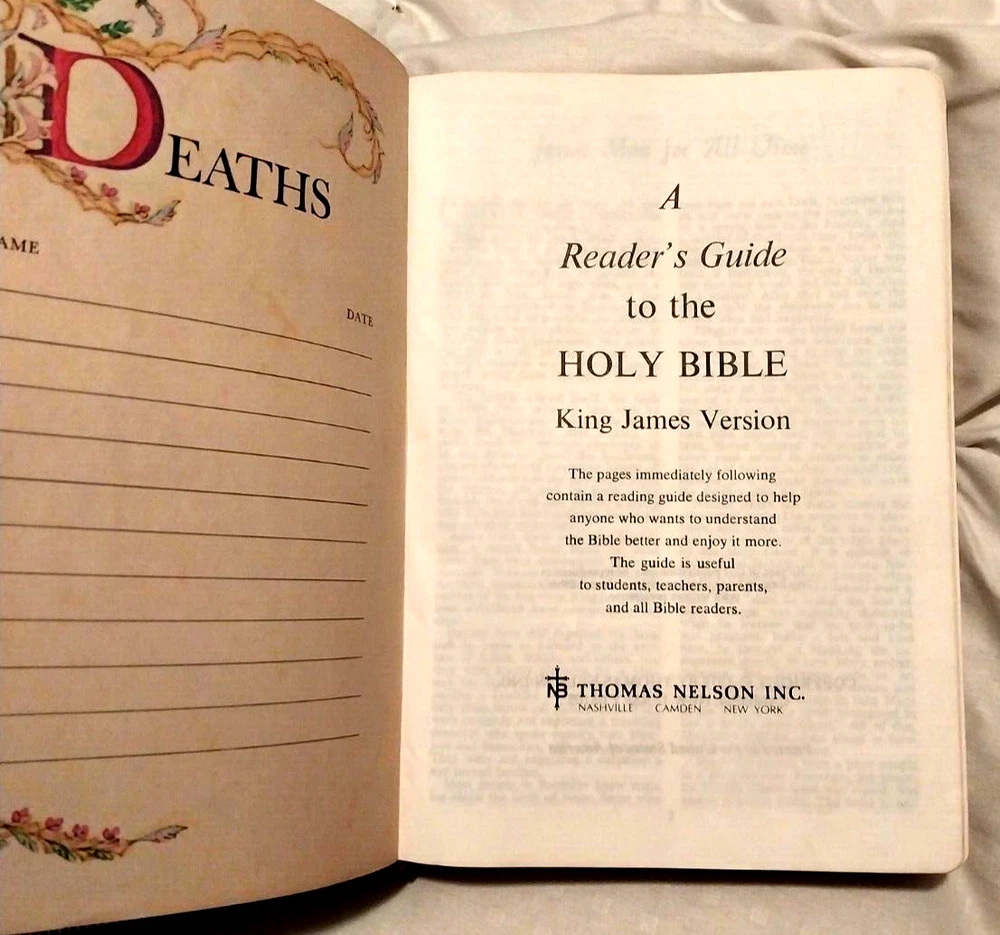 DEATHS
AME
DATE
A
Reader's Guide
to the
HOLY BIBLE
King James Version
The pages immediately following
contain a reading guide designed to help
anyone who wants to understand
the Bible better and enjoy it more.
The guide is useful
to students, teachers, parents,
and all Bible readers.
NB THOMAS NELSON INC.
NASHVILLE CAMDEN NEW YORK